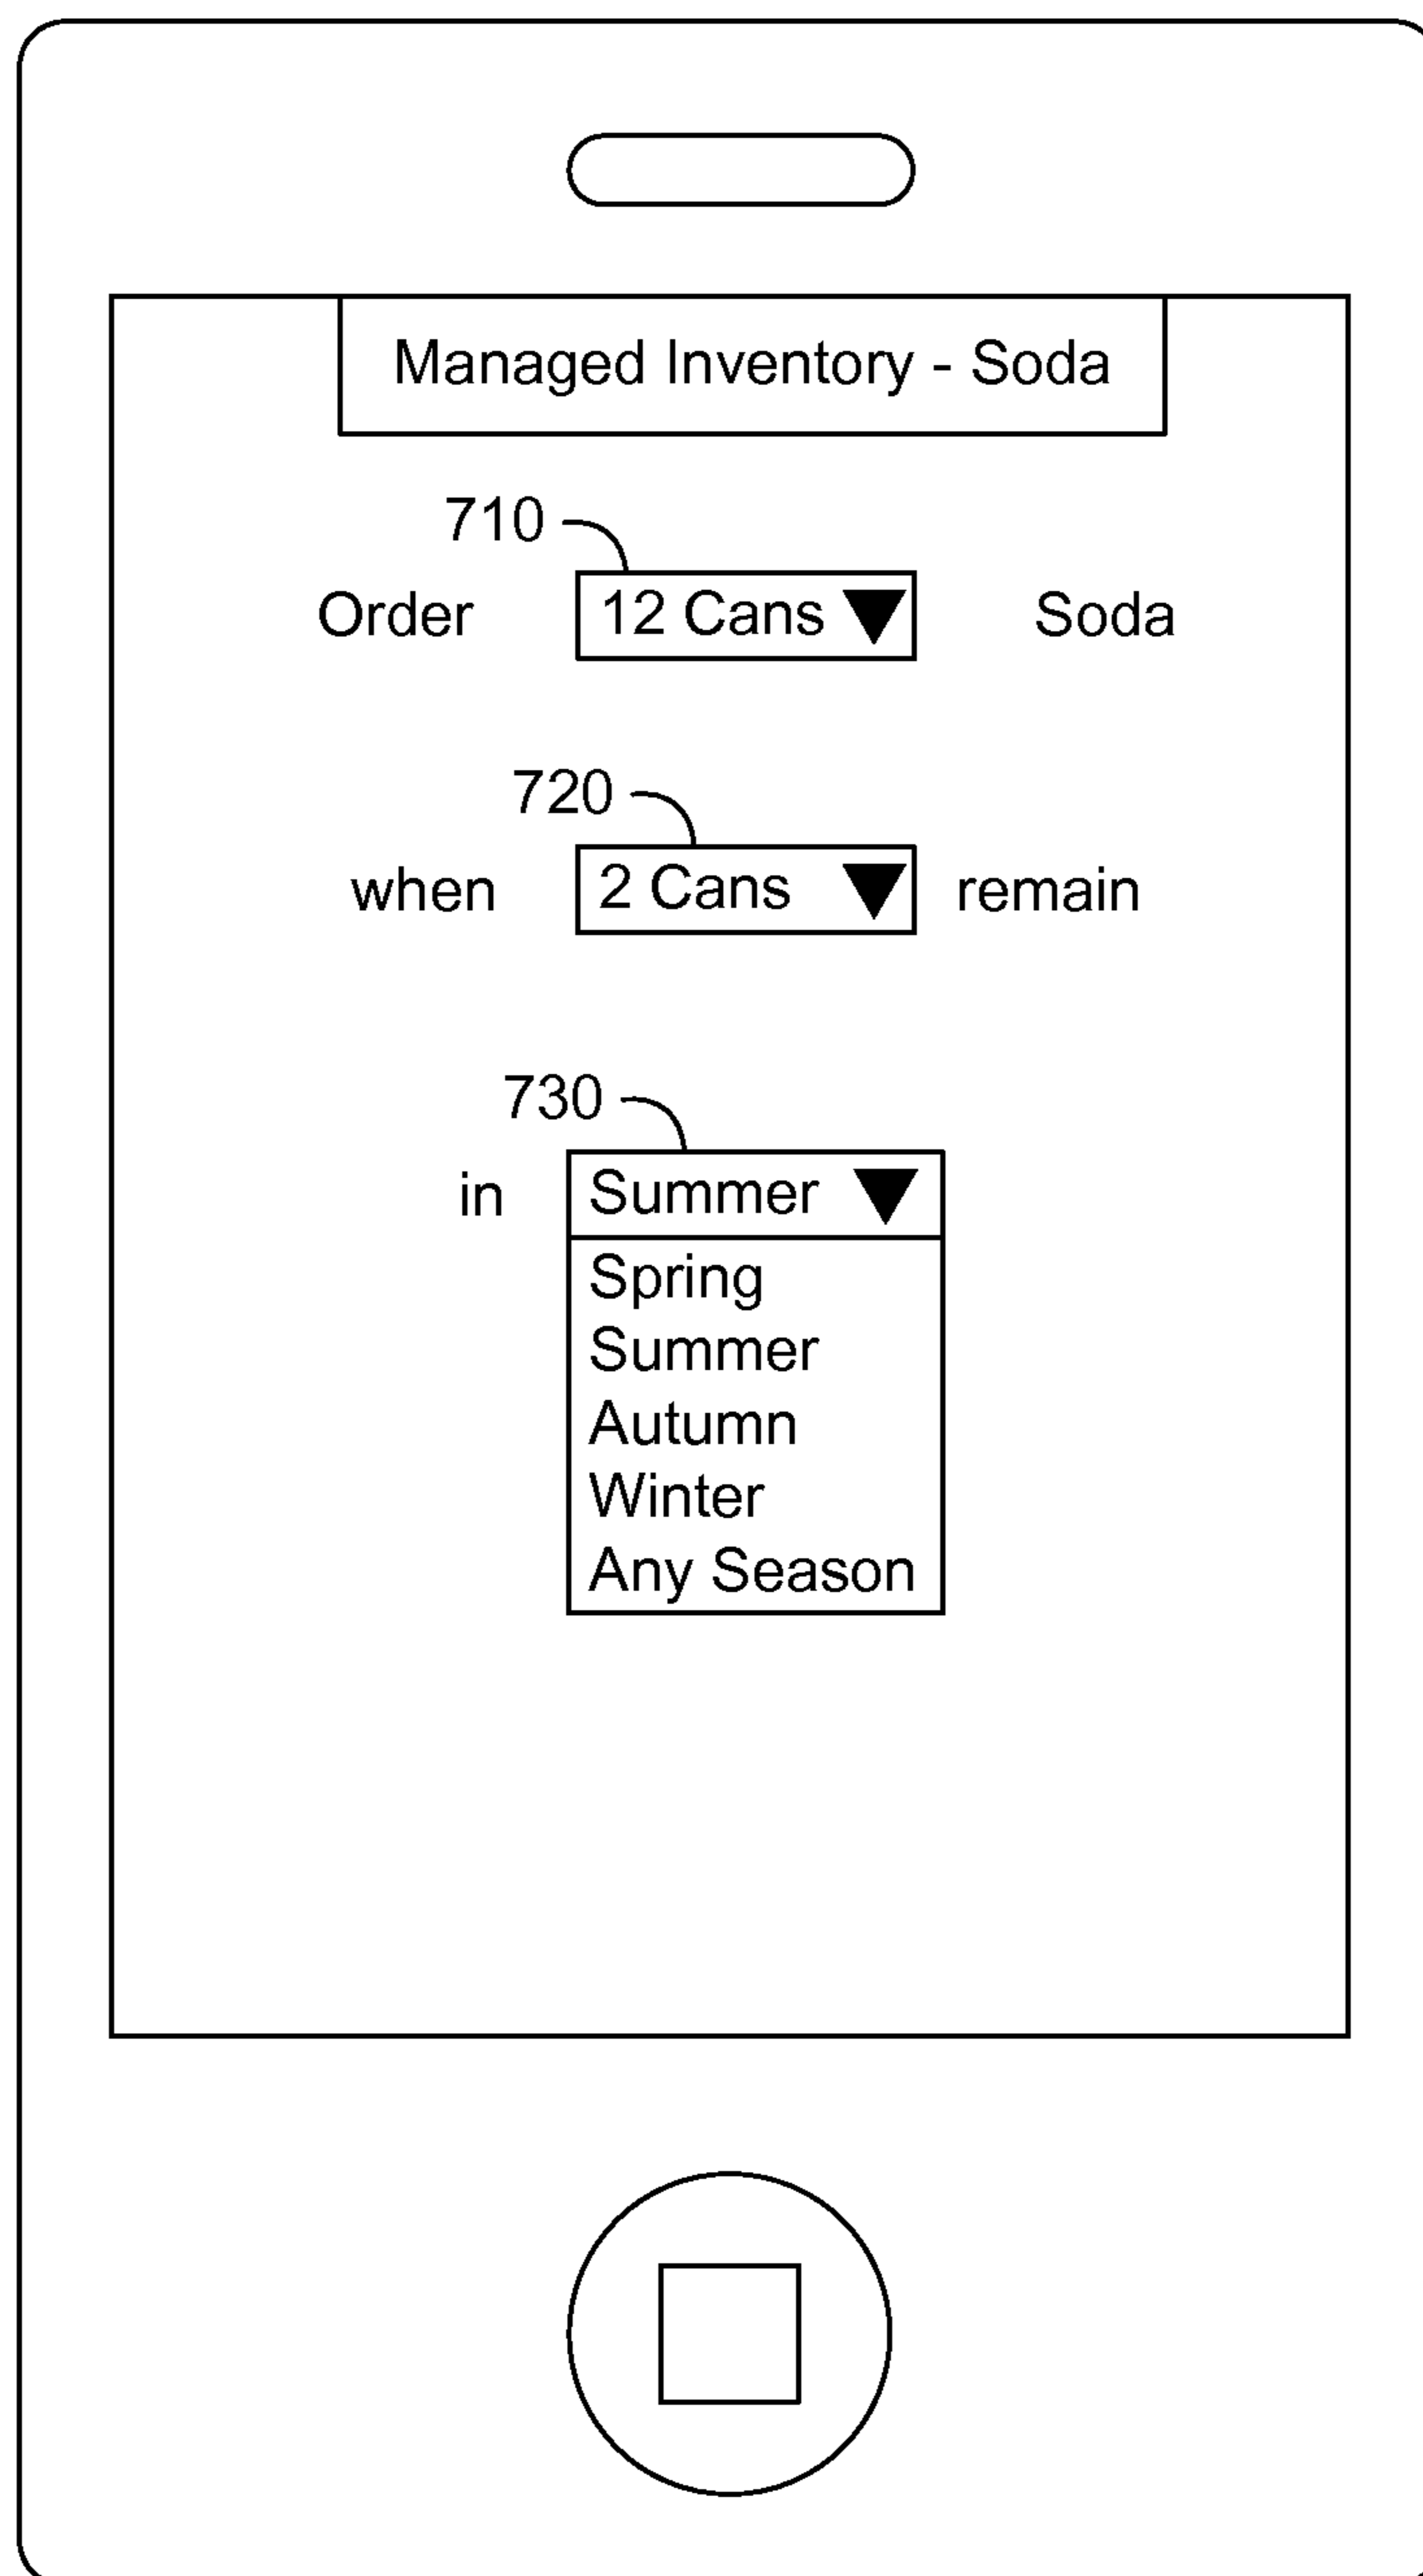 Managed Inventory - Soda
710
Order 12 Cans Soda
720
when 2 Cans remain
730
in Summer
Spring
Summer
Autumn
Winter
Any Season